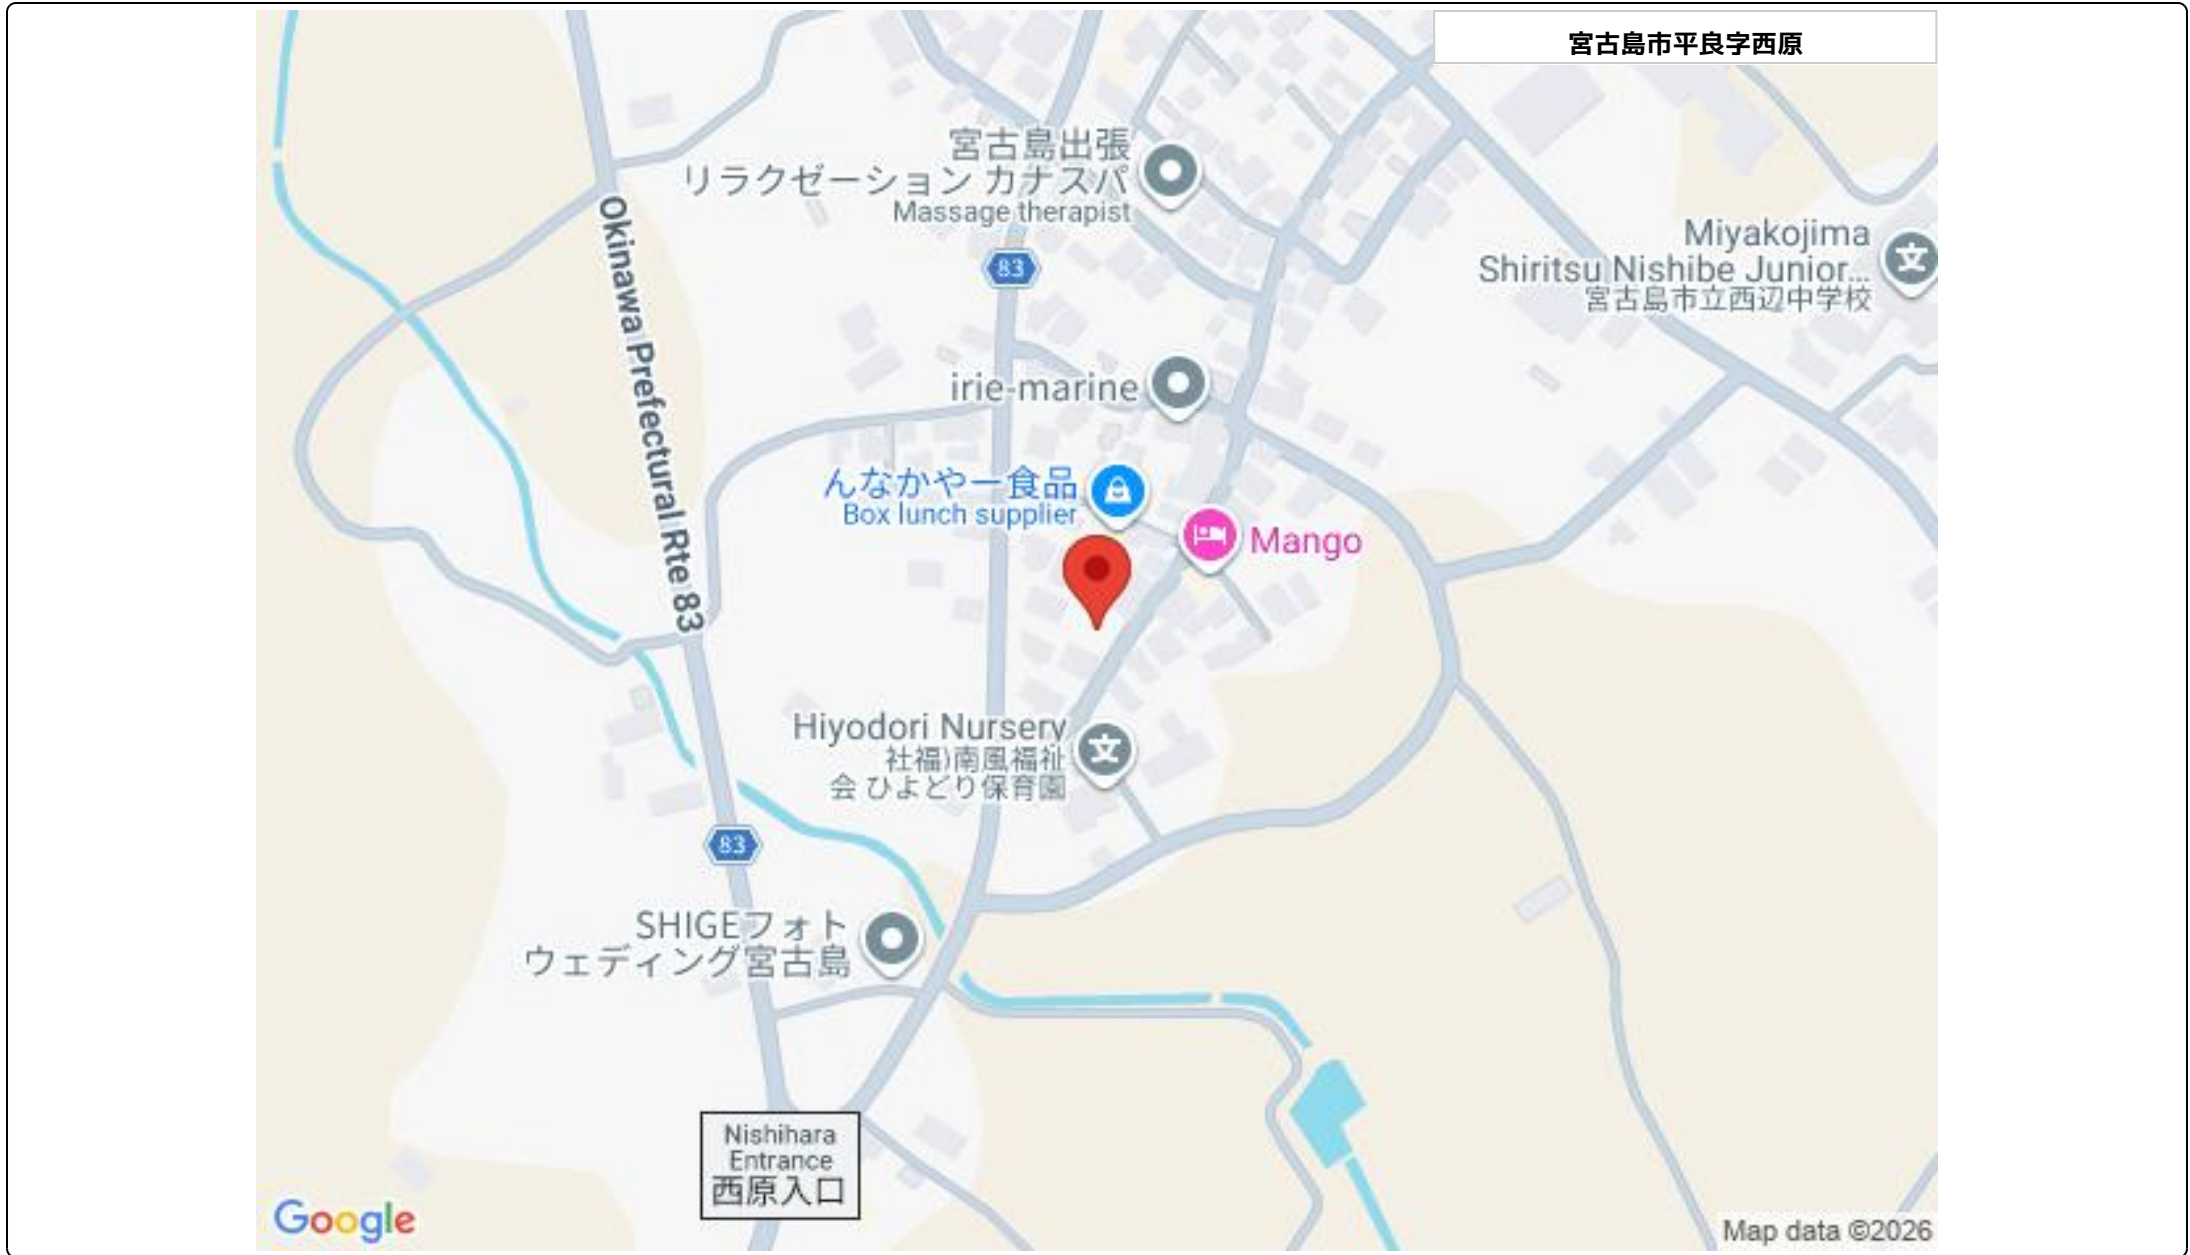 宮古島市平良字西原
宮古島出張
リラクゼーション カナスパ
Massage therapist
83
Okinawa Prefectural Rte 83
Miyakojima
Shiritsu Nishibe Junior...
宮古島市立西辺中学校
文
irie-marine
んなかやー食品
Box lunch supplier
Mango
Hiyodori Nursery
社福)南風福祉
会 ひよどり保育園
文
83
SHIGEフォト
ウェディング宮古島
Nishihara
Entrance
西原入口
Google
Map data ©2026